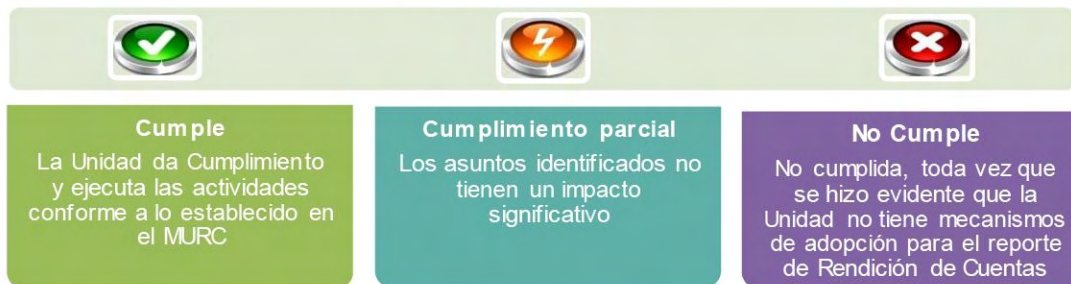 Cumple
La Unidad da Cumplimiento
y ejecuta las actividades
conforme a lo establecido en
el MURC
Cumplimiento parcial
Los asuntos identificados no
tienen un impacto
significativo
No Cumple
No cumplida, toda vez que
se hizo evidente que la
Unidad no tiene mecanismos
de adopción para el reporte
de Rendición de Cuentas